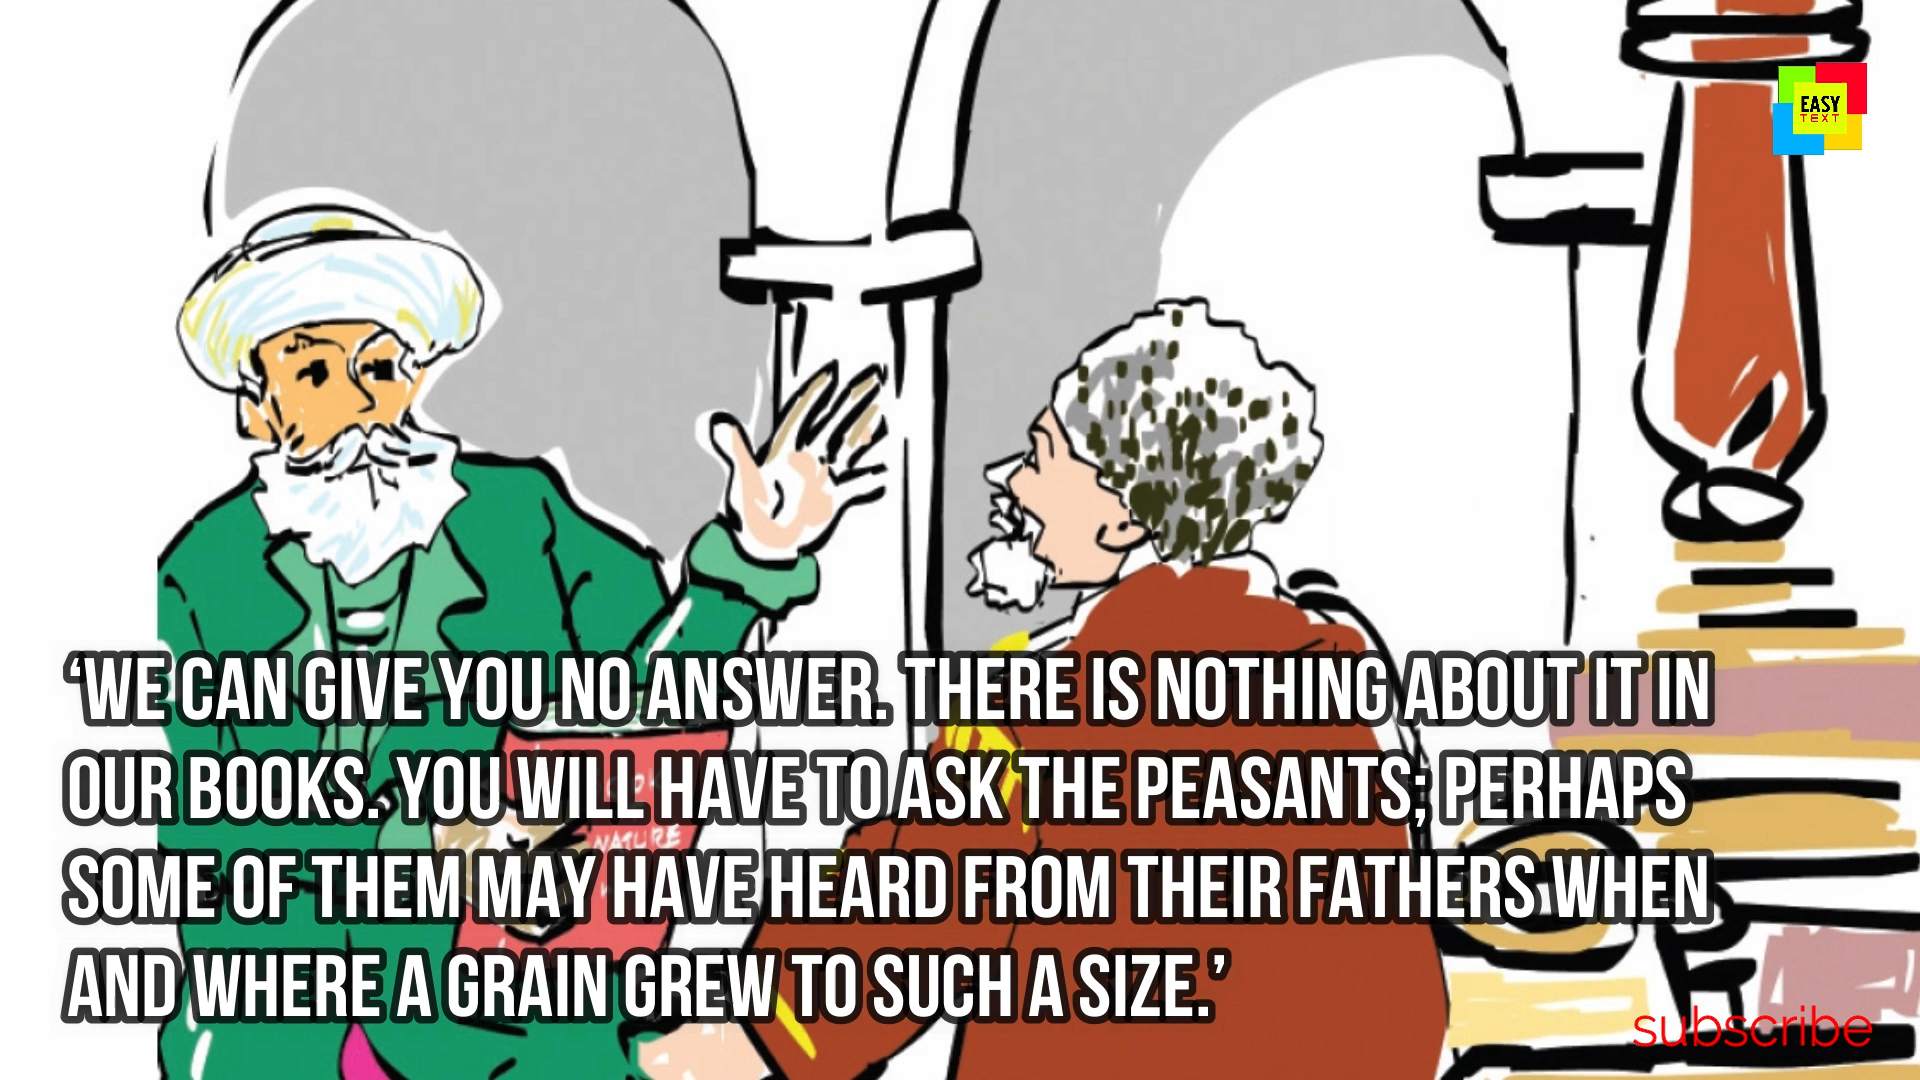 EASY
TEXT
‘WE CAN GIVE YOU NO ANSWER. THERE IS NOTHING ABOUT IT IN
OUR BOOKS. YOU WILL HAVE TO ASK THE PEASANTS; PERHAPS
NATURE
SOME OF THEM MAY HAVE HEARD FROM THEIR FATHERS WHEN
AND WHERE A GRAIN GREW TO SUCH A SIZE.’
subscribe